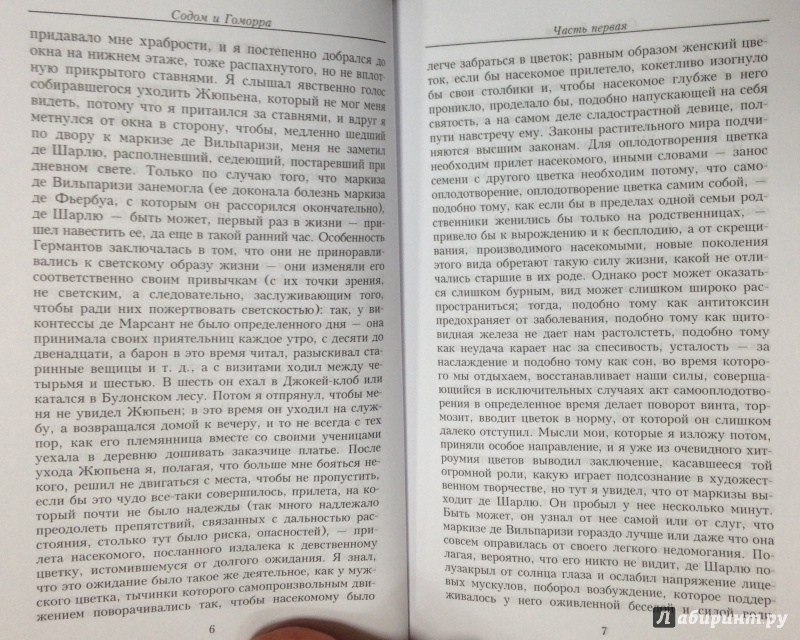 Содом и Гоморра
придавало мне храбрости, и я постепенно добрался до
окна на нижнем этаже, тоже распахнутого, но не вплот-
ную прикрытого ставнями. Я слышал явственно голос
собиравшегося уходить Жюпьена, который не мог меня
видеть, потому что я притаился за ставнями, и вдруг я
метнулся от окна в сторону, чтобы, медленно шедший
по двору к маркизе де Вильпаризи, меня не заметил
де Шарлю, располневший, седеющий, постаревший при
дневном свете. Только по случаю того, что маркиза
де Вильпаризи занемогла (ее доконала болезнь маркиза
де Фьербуа, с которым он рассорился окончательно),
де Шарлю — быть может, первый раз в жизни — при-
шел навестить ее, да еще в такой ранний час. Особенность
Германтов заключалась в том, что они не приноравли-
вались к светскому образу жизни — они изменяли его
соответственно своим привычкам (с их точки зрения,
не светским, а следовательно, заслуживающим того,
чтобы ради них пожертвовать светскостью): так, у ви-
контессы де Марсант не было определенного дня — она
принимала своих приятельниц каждое утро, с десяти до
двенадцати, а барон в это время читал, разыскивал ста-
ринные вещицы и т. д., а с визитами ходил между че-
тырьмя и шестью. В шесть он ехал в Джокей-клоб или
катался в Булонском лесу. Потом я отпрянул, чтобы ме-
ня не увидел Жюпьен; в это время он уходил на служ-
бу, а возвращался домой к вечеру, и то не всегда с тех
пор, как его племянница вместе со своими ученицами
уехала в деревню дошивать заказчице платье. После
ухода Жюпьена я, полагая, что больше мне бояться не-
кого, решил не двигаться с места, чтобы не пропустить,
если бы это чудо все-таки совершилось, прилета, на ко-
торый почти не было надежды (так много надлежало
преодолеть препятствий, связанных с дальностью рас-
стояния, столько тут было риска, опасностей), — при-
лета насекомого, посланного издалека к девственному
цветку, истомившемуся от долгого ожидания. Я знал,
что это ожидание было такое же деятельное, как у муж-
ского цветка, тычинки которого самопроизвольным дви-
жением поворачивались так, чтобы насекомому было
6
Часть первая
легче забраться в цветок; равным образом женский цве-
ток, если бы насекомое прилетело, кокетливо изогнуло
бы свои столбики и, чтобы насекомое глубже в него
проникло, проделало бы, подобно напускающей на себя
святость, а на самом деле сладострастной девице, пол-
пути навстречу ему. Законы растительного мира подчи-
няются высшим законам. Для оплодотворения цветка
необходим прилет насекомого, иными словами — занос
семени с другого цветка необходим потому, что само-
оплодотворение, оплодотворение цветка самим собой, —
подобно тому, как если бы в пределах одной семьи род-
ственники женились бы только на родственницах, —
привело бы к вырождению и к бесплодию, а от скрещи-
вания, производимого насекомыми, новые поколения
этого вида обретают такую силу жизни, какой не отли-
чались старшие в их роде. Однако рост может оказать-
ся слишком бурным, вид может слишком широко рас-
пространиться; тогда, подобно тому как антитоксин
предохраняет от заболевания, подобно тому как щито-
видная железа не дает нам растолстеть, подобно тому
как неудача карает нас за спесивость, усталость — за
наслаждение и подобно тому как сон, во время которо-
го мы отдыхаем, восстанавливает наши силы, соверша-
ющийся в исключительных случаях акт самооплодотво-
рения в определенное время делает поворот винта, тор-
мозит, вводит цветок в норму, от которой он слишком
далеко отступил. Мысли мои, которые я изложу потом,
приняли особое направление, и я уже из очевидного хит-
роумия цветов выводил заключение, касавшееся той
огромной роли, какую играет подсознание в художест-
венном творчестве, но тут я увидел, что от маркизы вы-
ходит де Шарлю. Он пробыл у нее несколько минут.
Быть может, он узнал от нее самой или от слуг, что
маркизе де Вильпаризи гораздо лучше или даже что она
совсем оправилась от своего легкого недомогания. По-
лагая, вероятно, что его никто не видит, де Шарлю по-
лузакрыл от солнца глаза и ослабил напряжение лице-
вых мускулов, поборол возбуждение, которое поддер-
живалось у него оживленной беседой и силой воли.
7
Лабиринт.ру